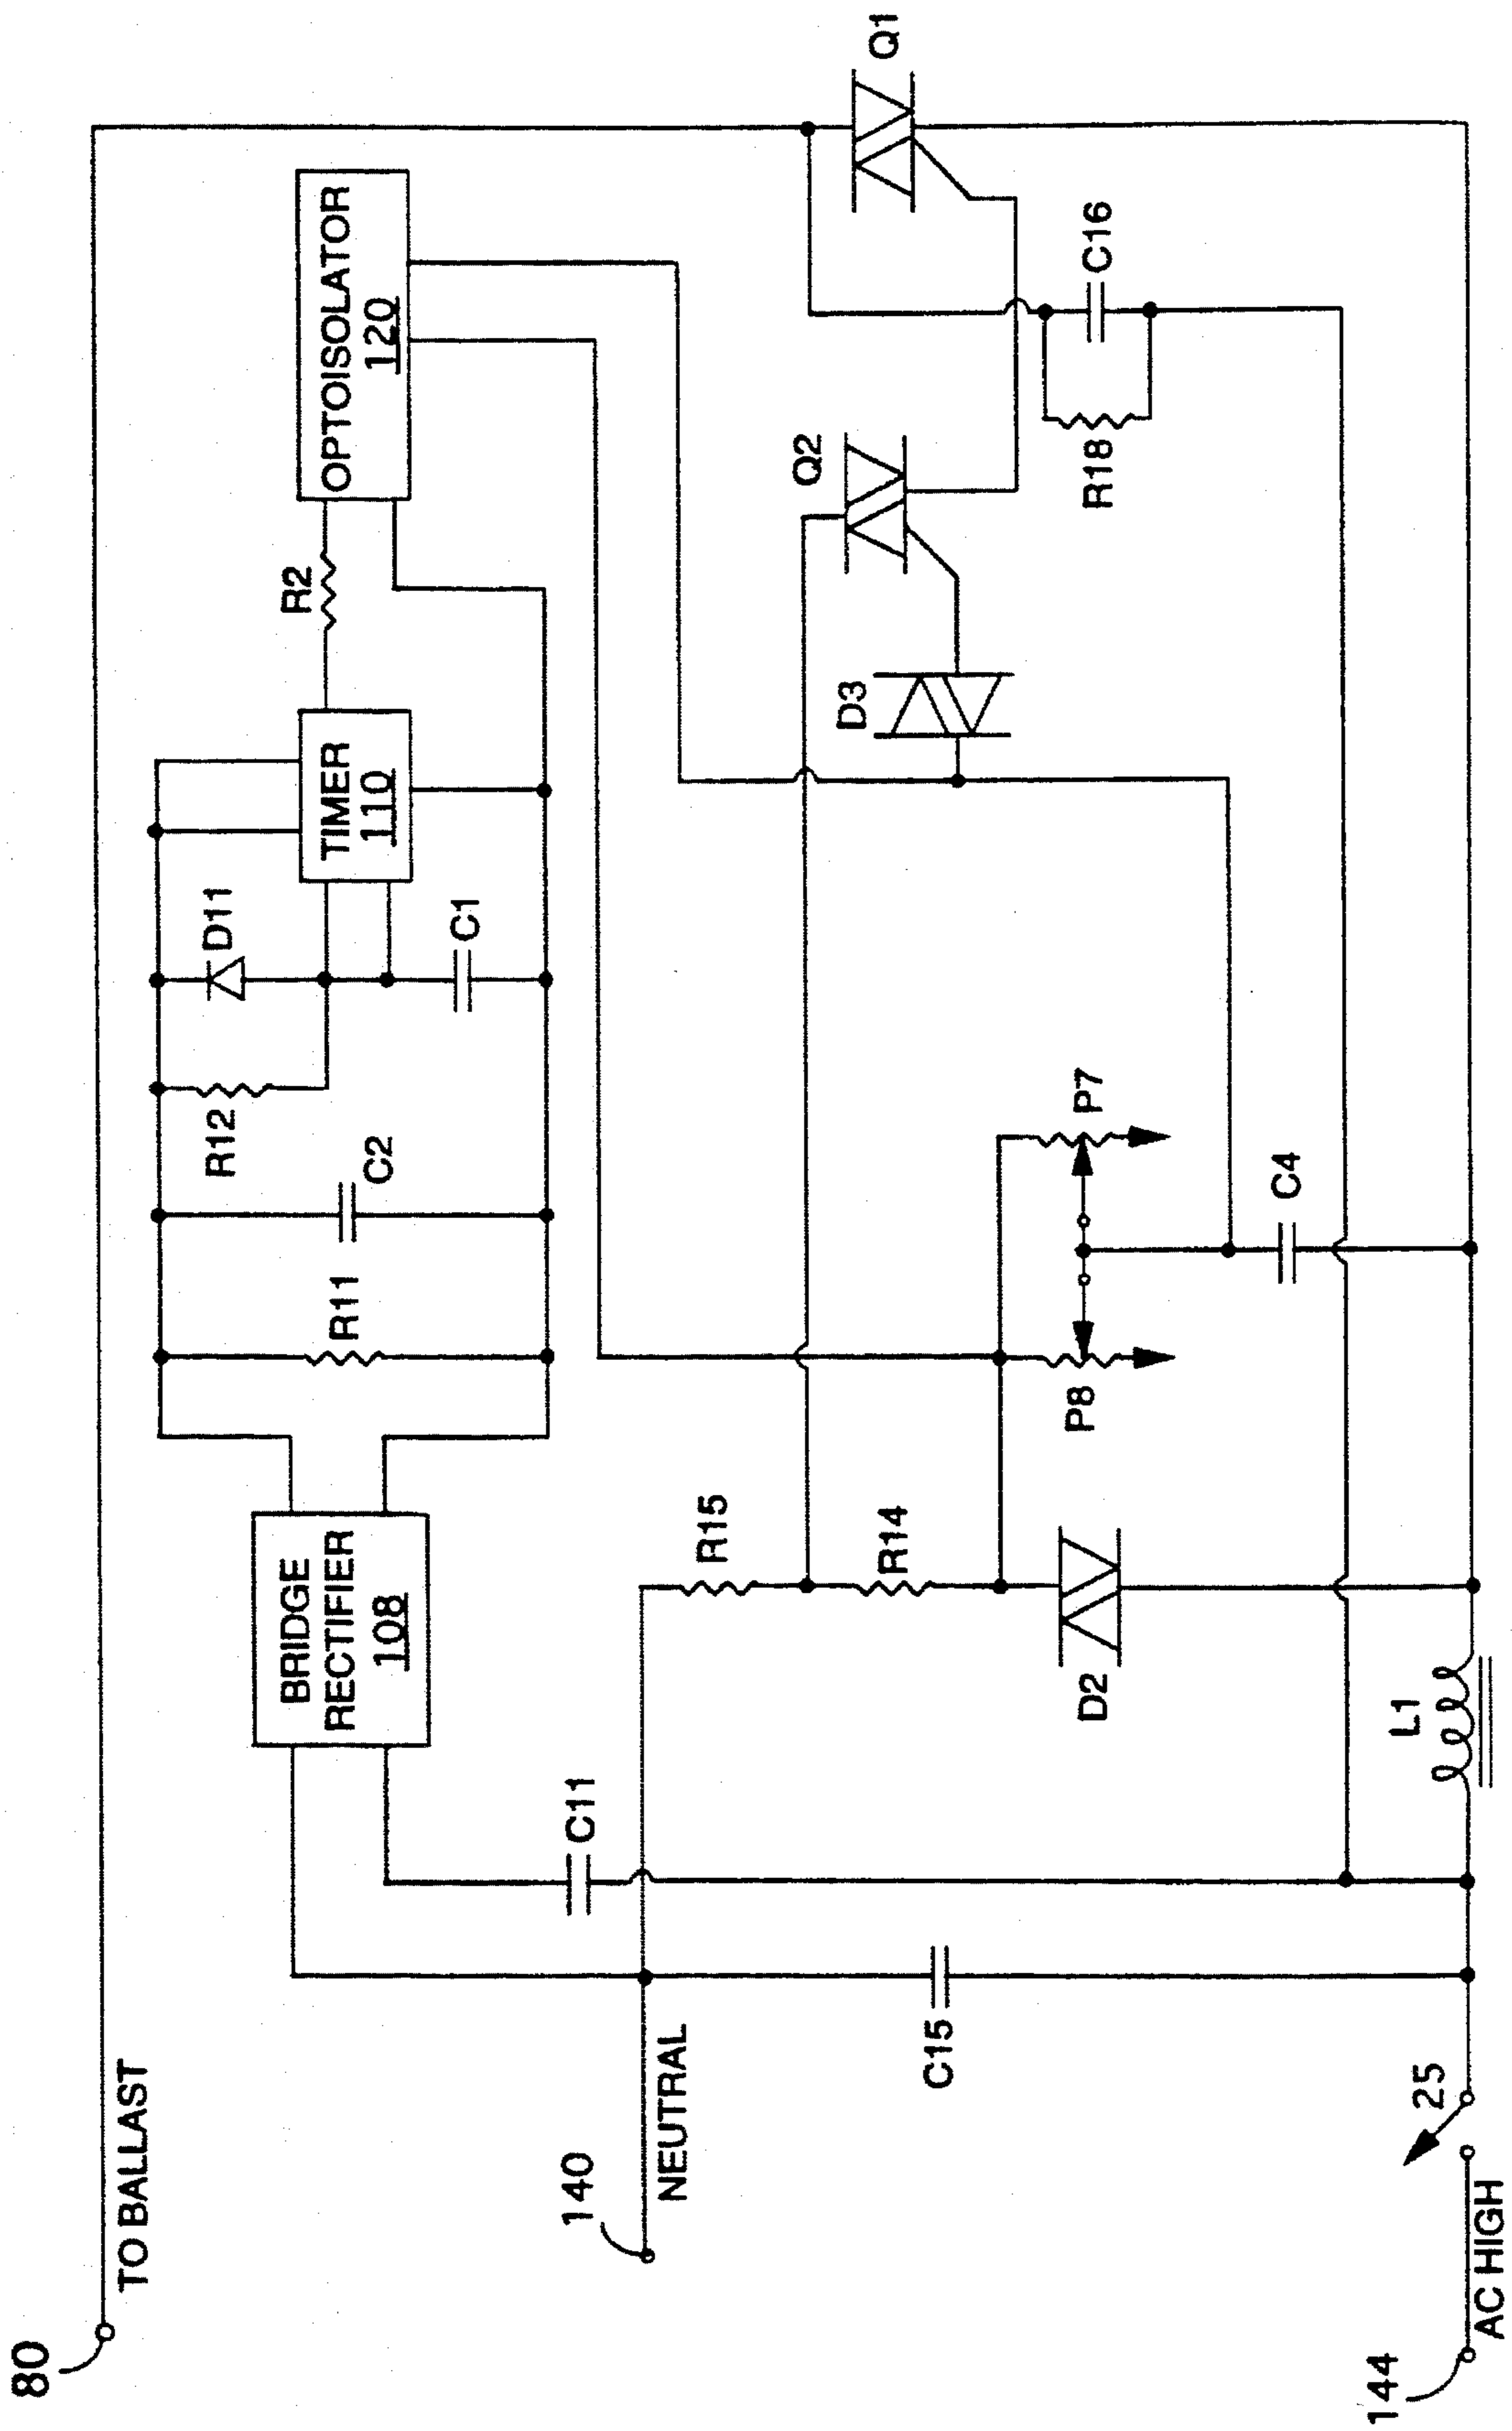 80
TO BALLAST
140
NEUTRAL
144
AC HIGH
25
C15
C11
BRIDGE
RECTIFIER
108
R11
C2
R12
D11
C1
TIMER
110
R2
OPTOISOLATOR
120
R15
R14
D2
L1
P8
P7
C4
D3
Q2
R18
C16
Q1